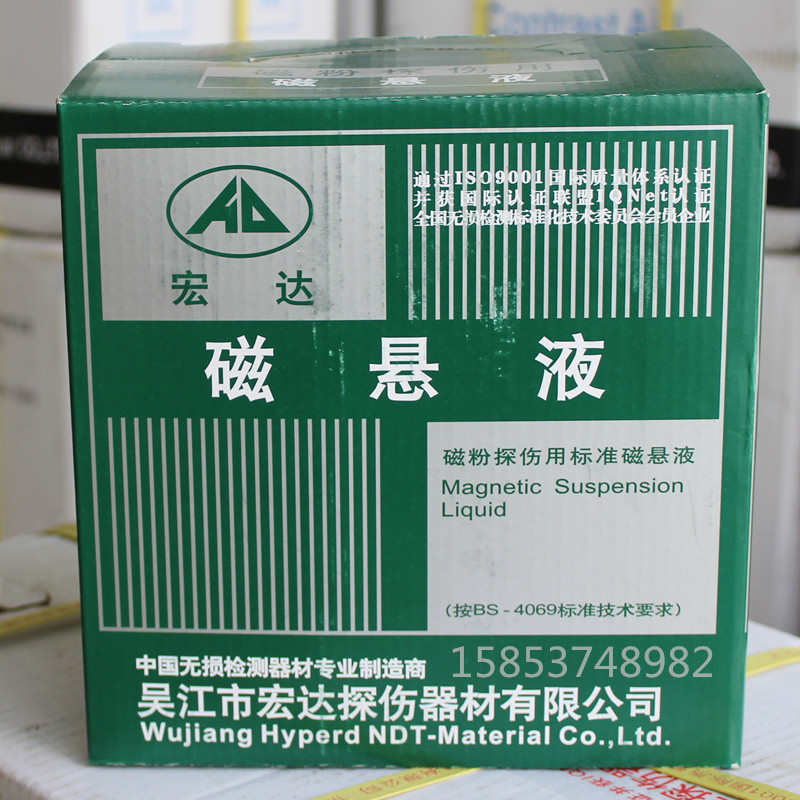 Contrast Aid
磁粉探伤用
磁悬液
HD
宏达
通过ISO9001国际质量体系认证
并获国际认证联盟IQNet认证
全国无损检测标准化技术委员会会员企业
磁悬液
磁粉探伤用标准磁悬液
Magnetic Suspension
Liquid
(按BS-4069标准技术要求)
中国无损检测器材专业制造商
15853748982
吴江市宏达探伤器材有限公司
Wujiang Hyperd NDT-Material Co.,Ltd.